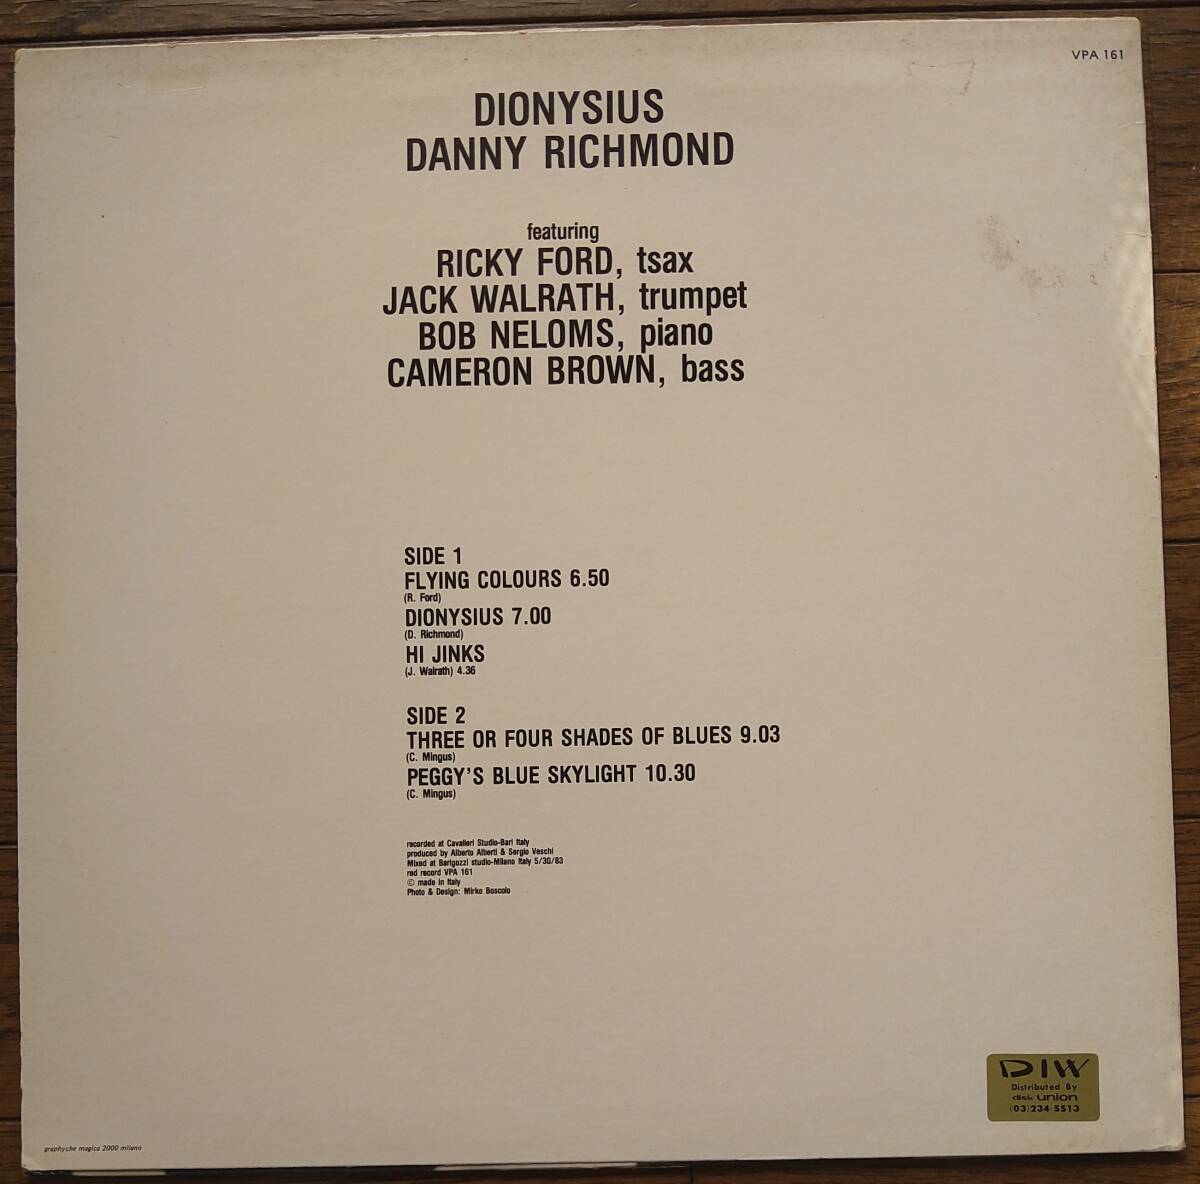 VPA 161
DIONYSIUS
DANNY RICHMOND
featuring
RICKY FORD, tsax
JACK WALRATH, trumpet
BOB NELOMS, piano
CAMERON BROWN, bass
SIDE 1
FLYING COLOURS 6.50
(R. Ford)
DIONYSIUS 7.00
(D. Richmond)
HI JINKS
(J. Walrath) 4.36
SIDE 2
THREE OR FOUR SHADES OF BLUES 9.03
(C. Mingus)
PEGGY'S BLUE SKYLIGHT 10.30
(C. Mingus)
recorded at Cavalieri Studio-Bari Italy
produced by Alberto Alberti & Sergio Veschi
Mixed at Barigozzi studio-Milano Italy 5/30/83
red record VPA 161
© made in Italy
Photo & Design: Mirko Boscolo
DIW
Distributed By
disk union
(03)234-5513
graphyche magica 2000 milano